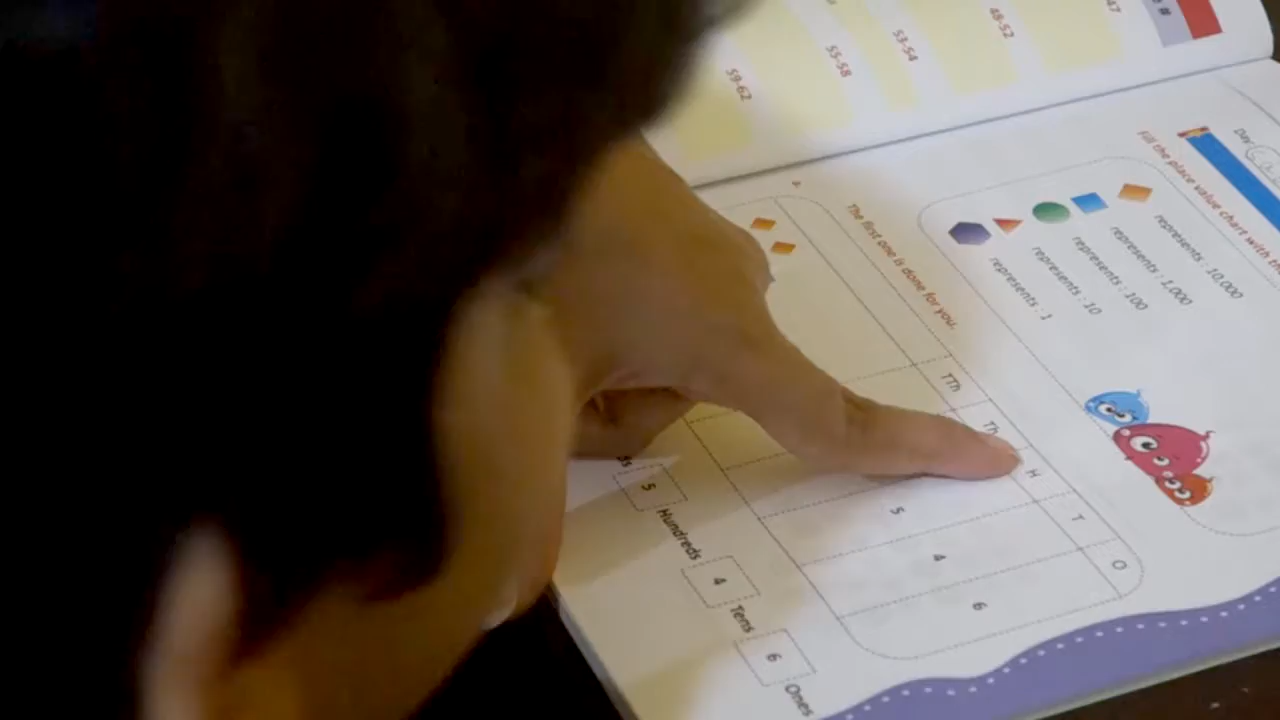 47
48-52
53-54
55-58
59-62
Day
Fill the place value chart with
represents : 10,000
represents : 1,000
represents : 100
represents : 10
represents : 1
The first one is done for you.
TTh Th H T O
5 4 6
5 Hundreds 4 Tens 6 Ones